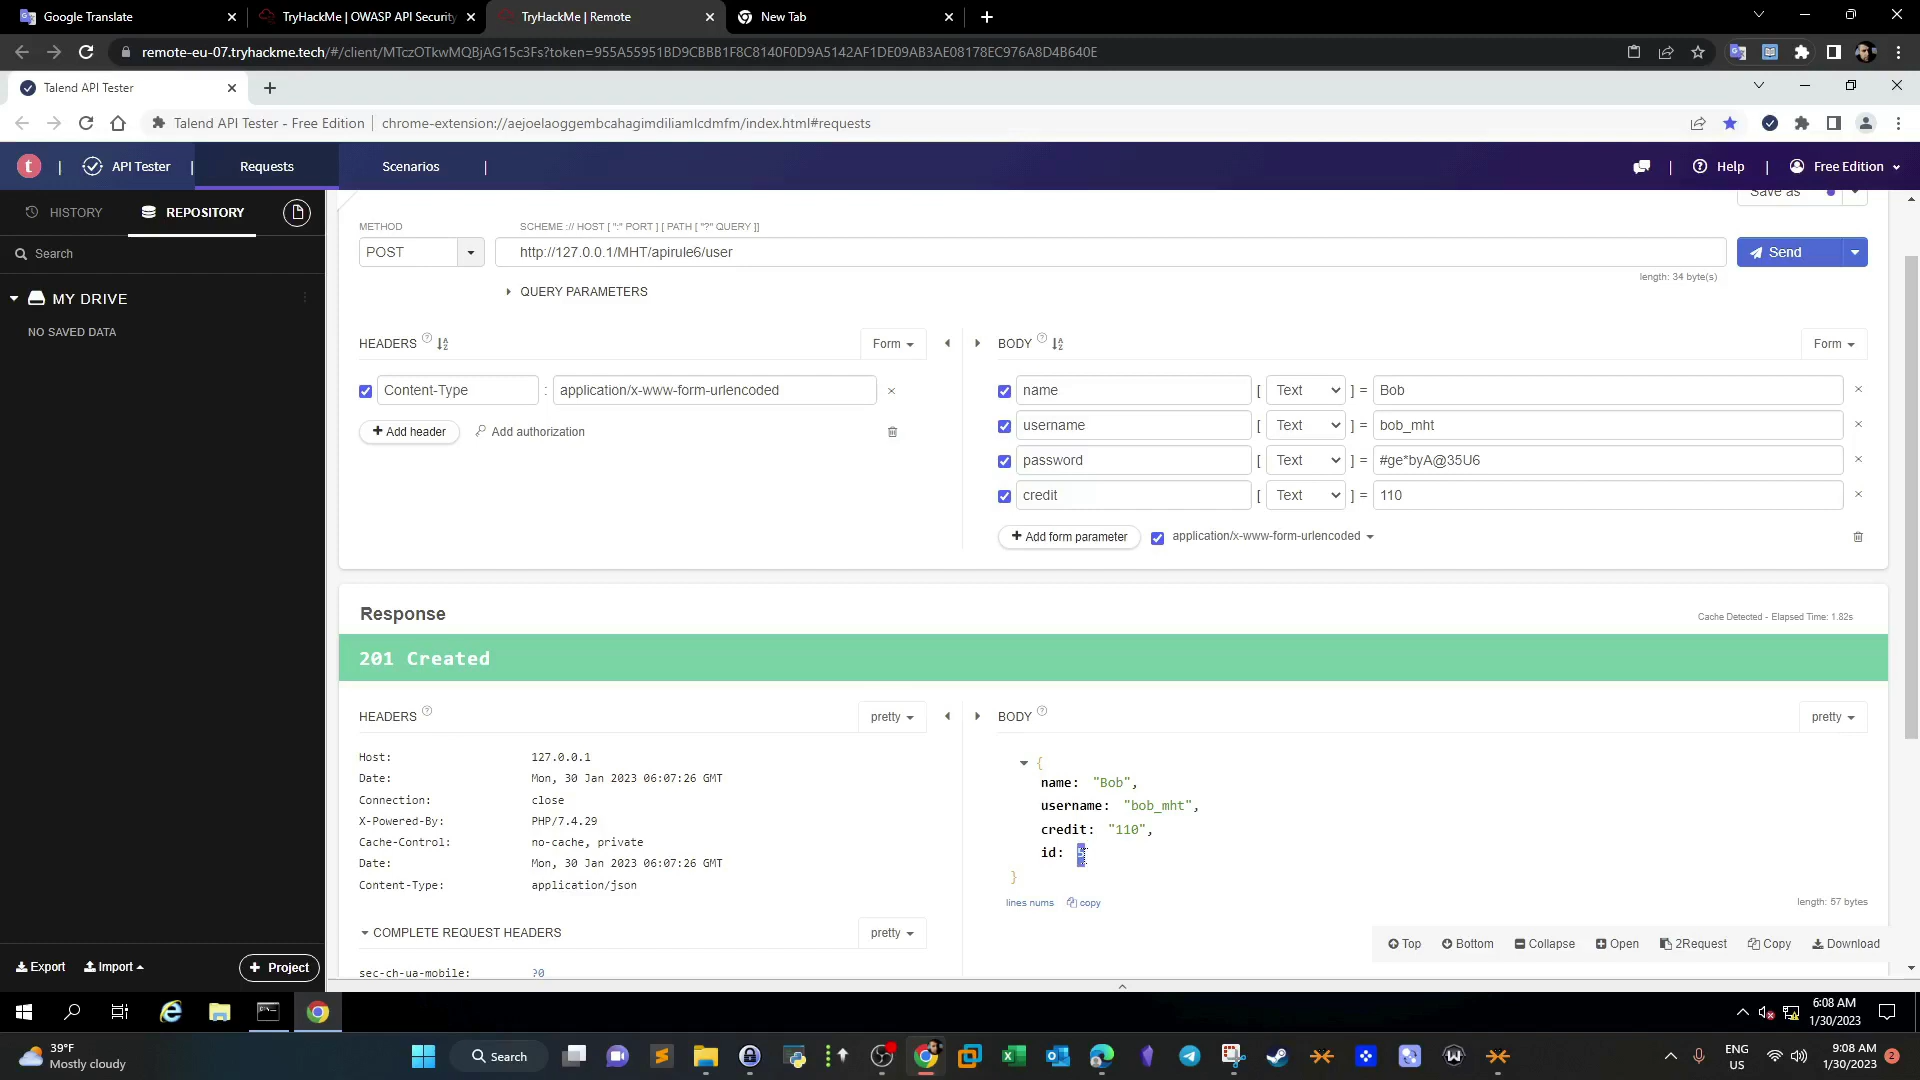 Google Translate
TryHackMe | OWASP API Security
TryHackMe | Remote
New Tab
remote-eu-07.tryhackme.tech/#/client/MTczOTkwMQBjAG15c3Fs?token=955A55951BD9CBBB1F8C8140F0D9A5142AF1DE09AB3AE08178EC976A8D4B640E
Talend API Tester
Talend API Tester - Free Edition
chrome-extension://aejoelaoggembcahagimdiliamlcdmfm/index.html#requests
API Tester
Requests
Scenarios
Help
Free Edition
HISTORY
REPOSITORY
Save as
METHOD
SCHEME :// HOST [ ":" PORT ] [ PATH [ "?" QUERY ]]
Search
POST
http://127.0.0.1/MHT/apirule6/user
Send
length: 34 byte(s)
QUERY PARAMETERS
MY DRIVE
NO SAVED DATA
HEADERS
Form
BODY
Form
Content-Type : application/x-www-form-urlencoded
name [ Text ] = Bob
Add header
Add authorization
username [ Text ] = bob_mht
password [ Text ] = #ge*byA@35U6
credit [ Text ] = 110
Add form parameter
application/x-www-form-urlencoded
Response
Cache Detected - Elapsed Time: 1.82s
201 Created
HEADERS
pretty
BODY
pretty
Host: 127.0.0.1
Date: Mon, 30 Jan 2023 06:07:26 GMT
Connection: close
X-Powered-By: PHP/7.4.29
Cache-Control: no-cache, private
Date: Mon, 30 Jan 2023 06:07:26 GMT
Content-Type: application/json
{
name: "Bob",
username: "bob_mht",
credit: "110",
id:
}
lines nums
copy
length: 57 bytes
COMPLETE REQUEST HEADERS
pretty
Top
Bottom
Collapse
Open
2Request
Copy
Download
Export
Import
Project
sec-ch-ua-mobile: ?0
6:08 AM
1/30/2023
39°F
Mostly cloudy
Search
ENG
US
9:08 AM
1/30/2023
2